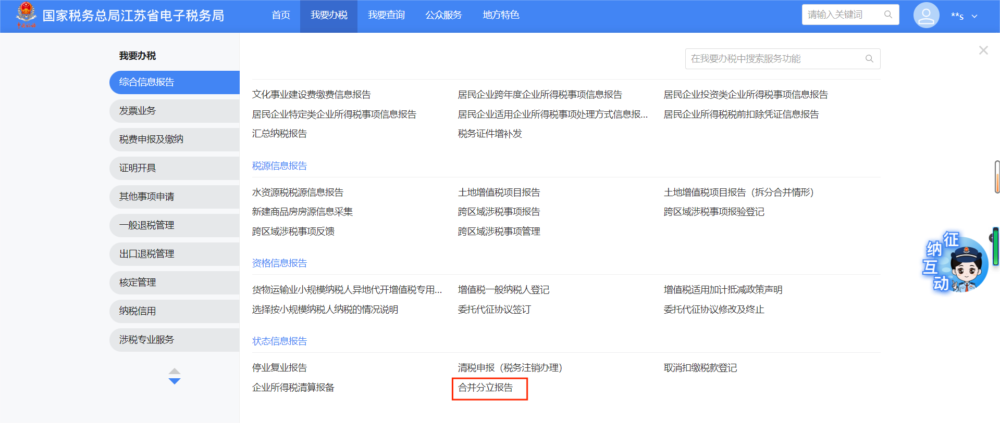 国家税务总局江苏省电子税务局 首页 我要办税 我要查询 公众服务 地方特色 请输入关键词 **s
我要办税 在我要办税中搜索服务功能
综合信息报告
发票业务
税费申报及缴纳
证明开具
其他事项申请
一般退税管理
出口退税管理
核定管理
纳税信用
涉税专业服务
文化事业建设费缴费信息报告 居民企业跨年度企业所得税事项信息报告 居民企业投资类企业所得税事项信息报告
居民企业特定类企业所得税事项信息报告 居民企业适用企业所得税事项处理方式信息报... 居民企业所得税税前扣除凭证信息报告
汇总纳税报告 税务证件增补发
税源信息报告
水资源税税源信息报告 土地增值税项目报告 土地增值税项目报告（拆分合并情形）
新建商品房房源信息采集 跨区域涉税事项报告 跨区域涉税事项报验登记
跨区域涉税事项反馈 跨区域涉税事项管理
资格信息报告
货物运输业小规模纳税人异地代开增值税专用... 增值税一般纳税人登记 增值税适用加计抵减政策声明
选择按小规模纳税人纳税的情况说明 委托代征协议签订 委托代征协议修改及终止
状态信息报告
停业复业报告 清税申报（税务注销办理） 取消扣缴税款登记
企业所得税清算报备 合并分立报告
征纳互动